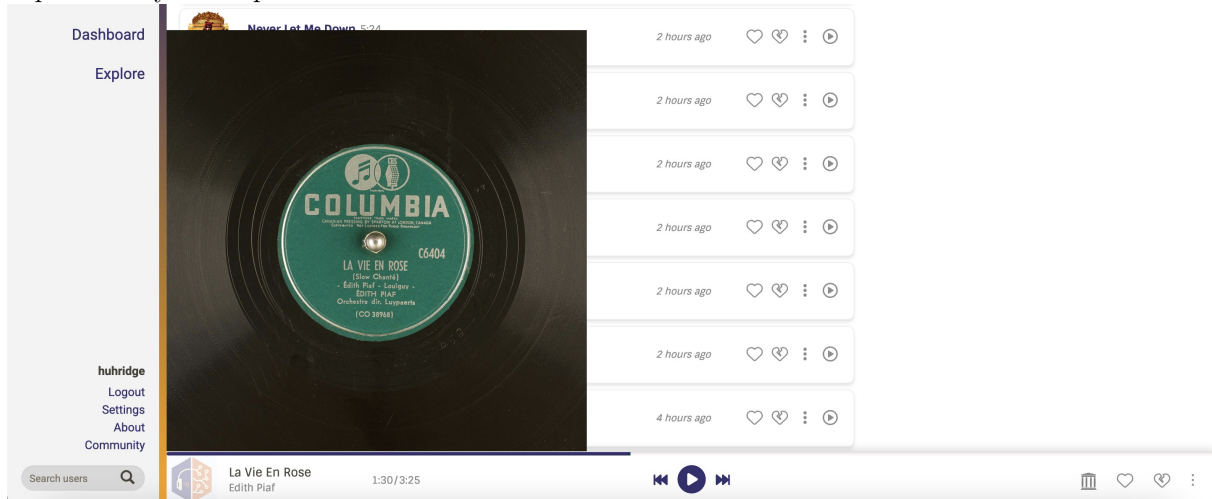 Dashboard
Explore
huhridge
Logout
Settings
About
Community
Search users
Never Let Me Down 5:24
2 hours ago
2 hours ago
2 hours ago
2 hours ago
2 hours ago
2 hours ago
4 hours ago
COLUMBIA
C6404
LA VIE EN ROSE
(Slow Chanté)
- Édith Piaf - Louiguy -
ÉDITH PIAF
Orchestre dir. Luypaerts
(CO 38968)
La Vie En Rose
Edith Piaf
1:30/3:25